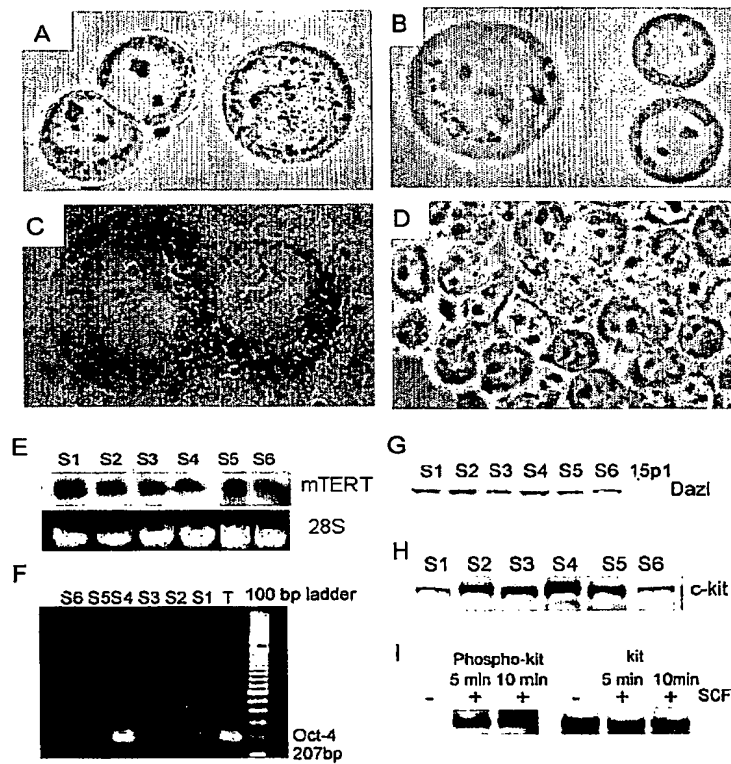 A
B
C
D
E
S1 S2 S3 S4 S5 S6
mTERT
28S
F
S6 S5 S4 S3 S2 S1 T 100 bp ladder
Oct-4
207bp
G
S1 S2 S3 S4 S5 S6 15p1
Dazl
H
S1 S2 S3 S4 S5 S6
c-kit
I
Phospho-kit kit
5 min 10 min 5 min 10min
- + + - + + SCF